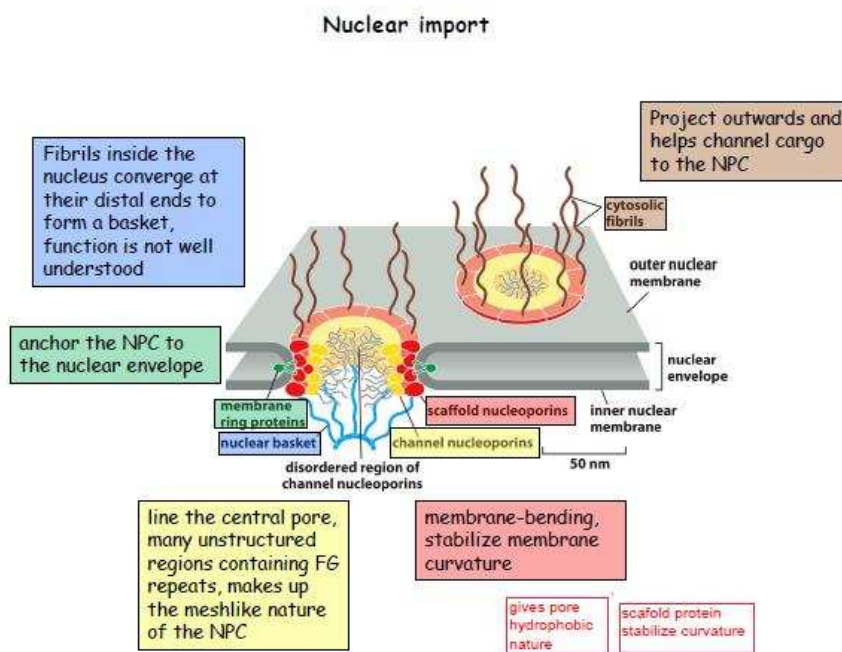 Nuclear import
Project outwards and
helps channel cargo
to the NPC
Fibrils inside the
nucleus converge at
their distal ends to
form a basket,
function is not well
understood
cytosolic
fibrils
outer nuclear
membrane
anchor the NPC to
the nuclear envelope
nuclear
envelope
membrane
ring proteins
scaffold nucleoporins
inner nuclear
membrane
nuclear basket
channel nucleoporins
disordered region of
channel nucleoporins
50 nm
line the central pore,
many unstructured
regions containing FG
repeats, makes up
the meshlike nature
of the NPC
membrane-bending,
stabilize membrane
curvature
gives pore
hydrophobic
nature
scafold protein
stabilize curvature